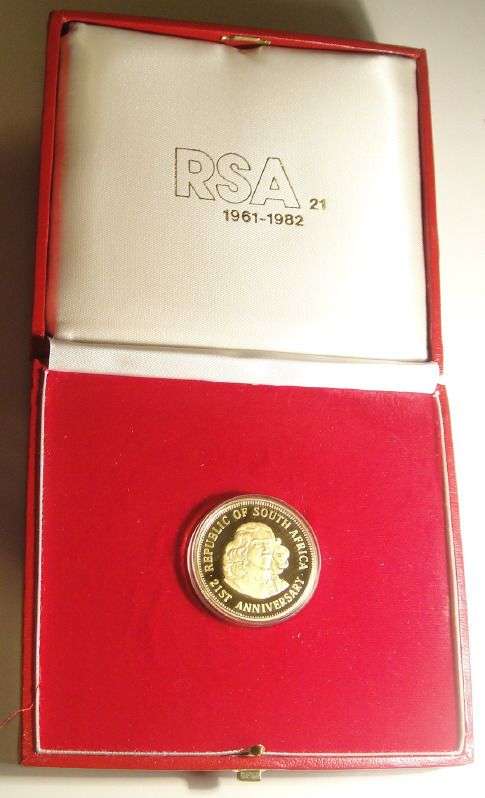 RSA 21
1961-1982
REPUBLIC OF SOUTH AFRICA
21ST ANNIVERSARY